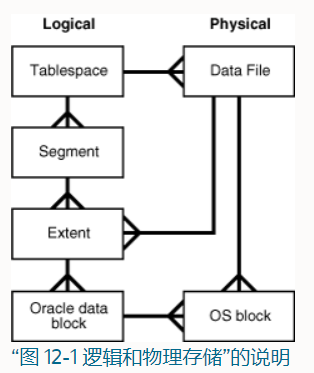 Logical
Physical
Tablespace
Data File
Segment
Extent
Oracle data
block
OS block
“图 12-1 逻辑和物理存储”的说明